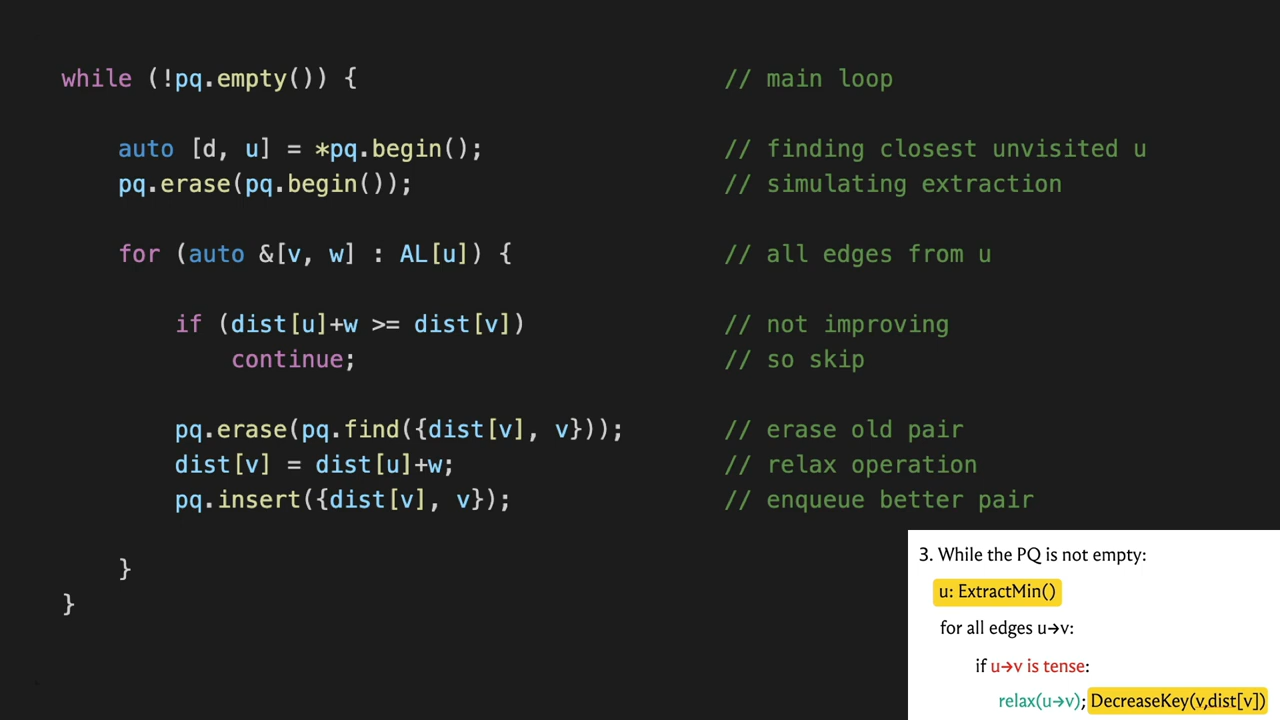 while (!pq.empty()) { // main loop
auto [d, u] = *pq.begin(); // finding closest unvisited u
pq.erase(pq.begin()); // simulating extraction
for (auto &[v, w] : AL[u]) { // all edges from u
if (dist[u]+w >= dist[v]) // not improving
continue; // so skip
pq.erase(pq.find({dist[v], v})); // erase old pair
dist[v] = dist[u]+w; // relax operation
pq.insert({dist[v], v}); // enqueue better pair
}
}
3. While the PQ is not empty:
u: ExtractMin()
for all edges u→v:
if u→v is tense:
relax(u→v); DecreaseKey(v,dist[v])